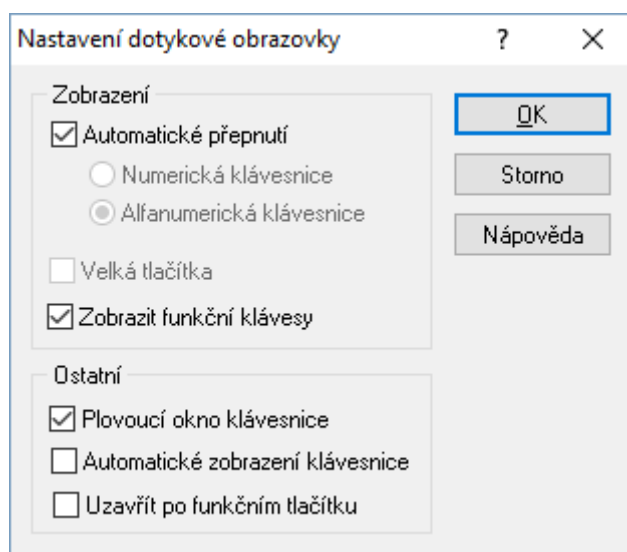 Nastavení dotykové obrazovky
?
Zobrazení
Automatické přepnutí
Numerická klávesnice
Alfanumerická klávesnice
Velká tlačítka
Zobrazit funkční klávesy
Ostatní
Plovoucí okno klávesnice
Automatické zobrazení klávesnice
Uzavřít po funkčním tlačítku
OK
Storno
Nápověda